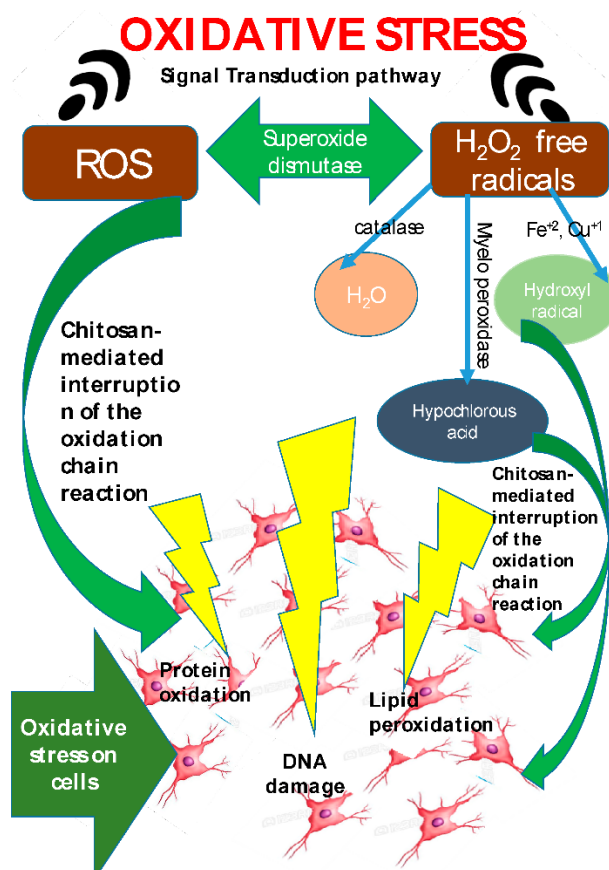 OXIDATIVE STRESS
Signal Transduction pathway
ROS
Superoxide
dismutase
H₂O₂ free
radicals
catalase
Myelo peroxidase
Fe⁺², Cu⁺¹
H₂O
Hydroxyl
radical
Hypochlorous
acid
Chitosan-
mediated
interruptio
n of the
oxidation
chain
reaction
Chitosan-
mediated
interruption
of the
oxidation
chain
reaction
Protein
oxidation
Lipid
peroxidation
DNA
damage
Oxidative
stress on
cells